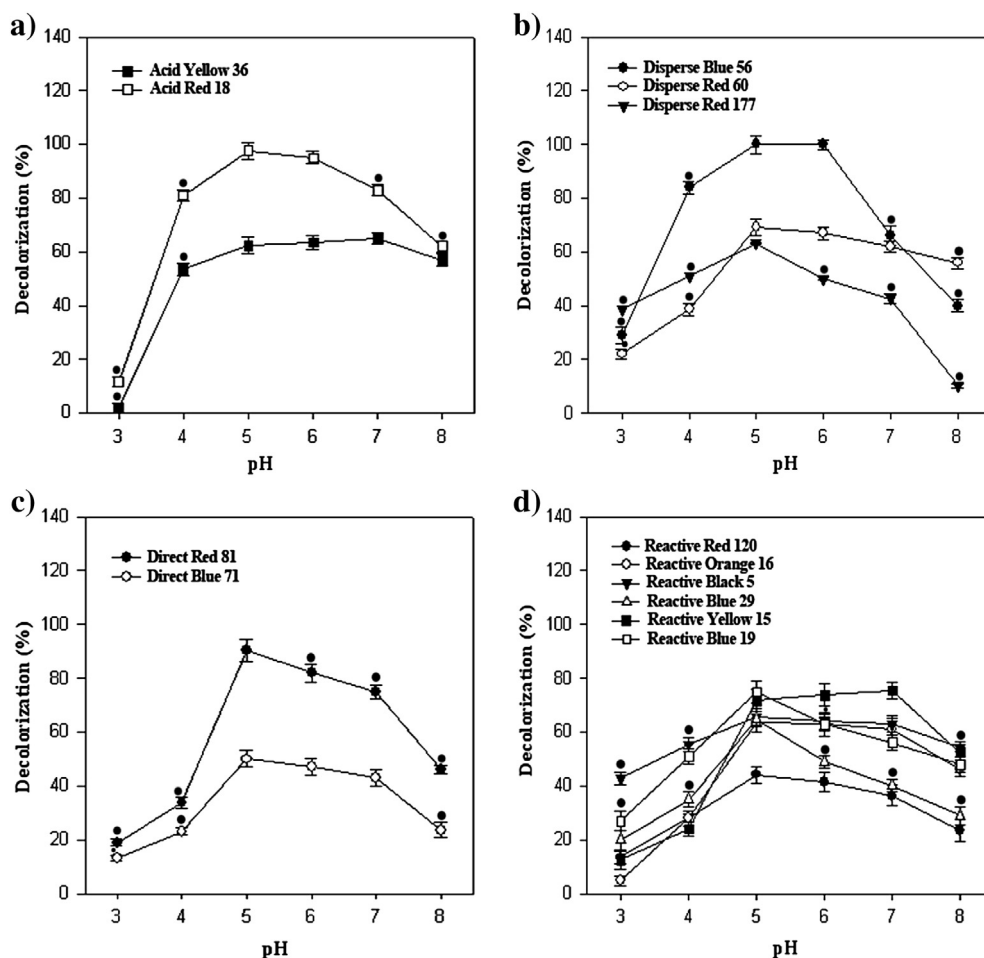 a)
140
120
100
80
60
40
20
0
Decolorization (%)
Acid Yellow 36
Acid Red 18
3 4 5 6 7 8
pH
b)
140
120
100
80
60
40
20
0
Decolorization (%)
Disperse Blue 56
Disperse Red 60
Disperse Red 177
3 4 5 6 7 8
pH
c)
140
120
100
80
60
40
20
0
Decolorization (%)
Direct Red 81
Direct Blue 71
3 4 5 6 7 8
pH
d)
140
120
100
80
60
40
20
0
Decolorization (%)
Reactive Red 120
Reactive Orange 16
Reactive Black 5
Reactive Blue 29
Reactive Yellow 15
Reactive Blue 19
3 4 5 6 7 8
pH